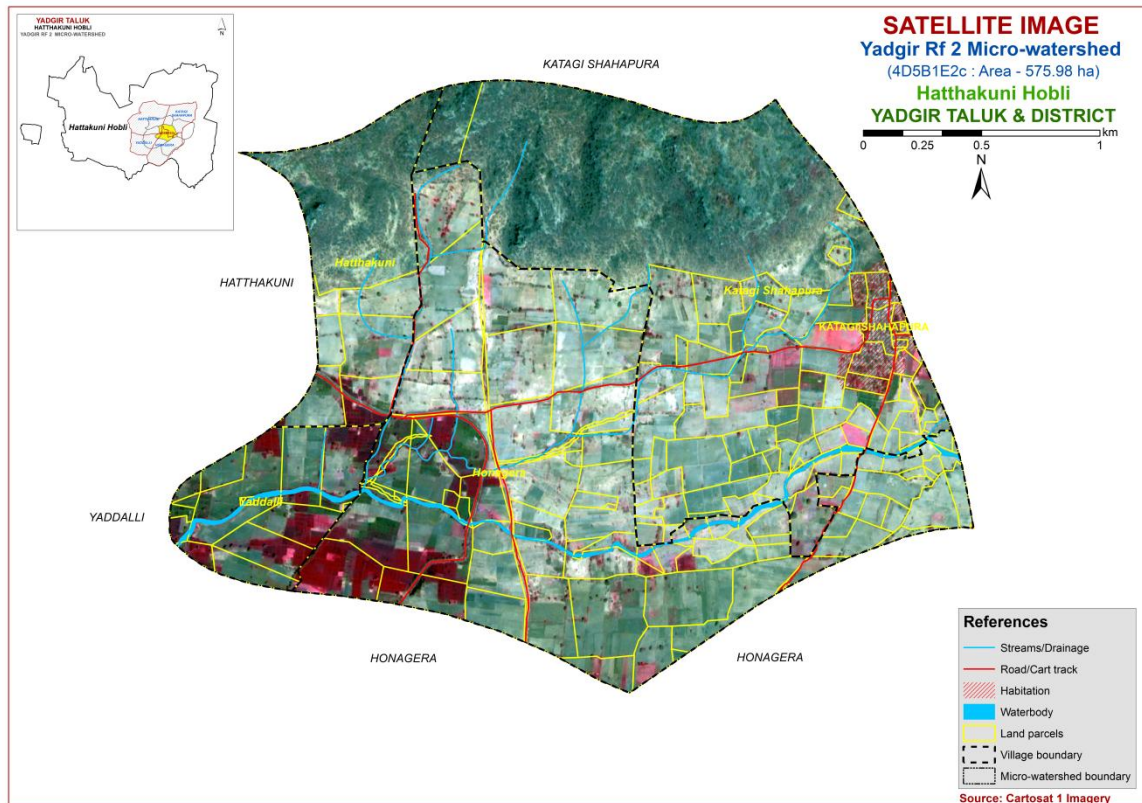 YADGIR TALUK
HATTHAKUNI HOBLI
YADGIR RF 2 MICRO-WATERSHED
N
Hattakuni Hobli
SATELLITE IMAGE
Yadgir Rf 2 Micro-watershed
(4D5B1E2c : Area - 575.98 ha)
Hatthakuni Hobli
YADGIR TALUK & DISTRICT
km
0 0.25 0.5 1
N
KATAGI SHAHAPURA
HATTHAKUNI
Hatthakuni
Katagi Shahapura
KATAGI SHAHAPURA
Honagera
Yaddalli
YADDALLI
HONAGERA
HONAGERA
References
Streams/Drainage
Road/Cart track
Habitation
Waterbody
Land parcels
Village boundary
Micro-watershed boundary
Source: Cartosat 1 Imagery